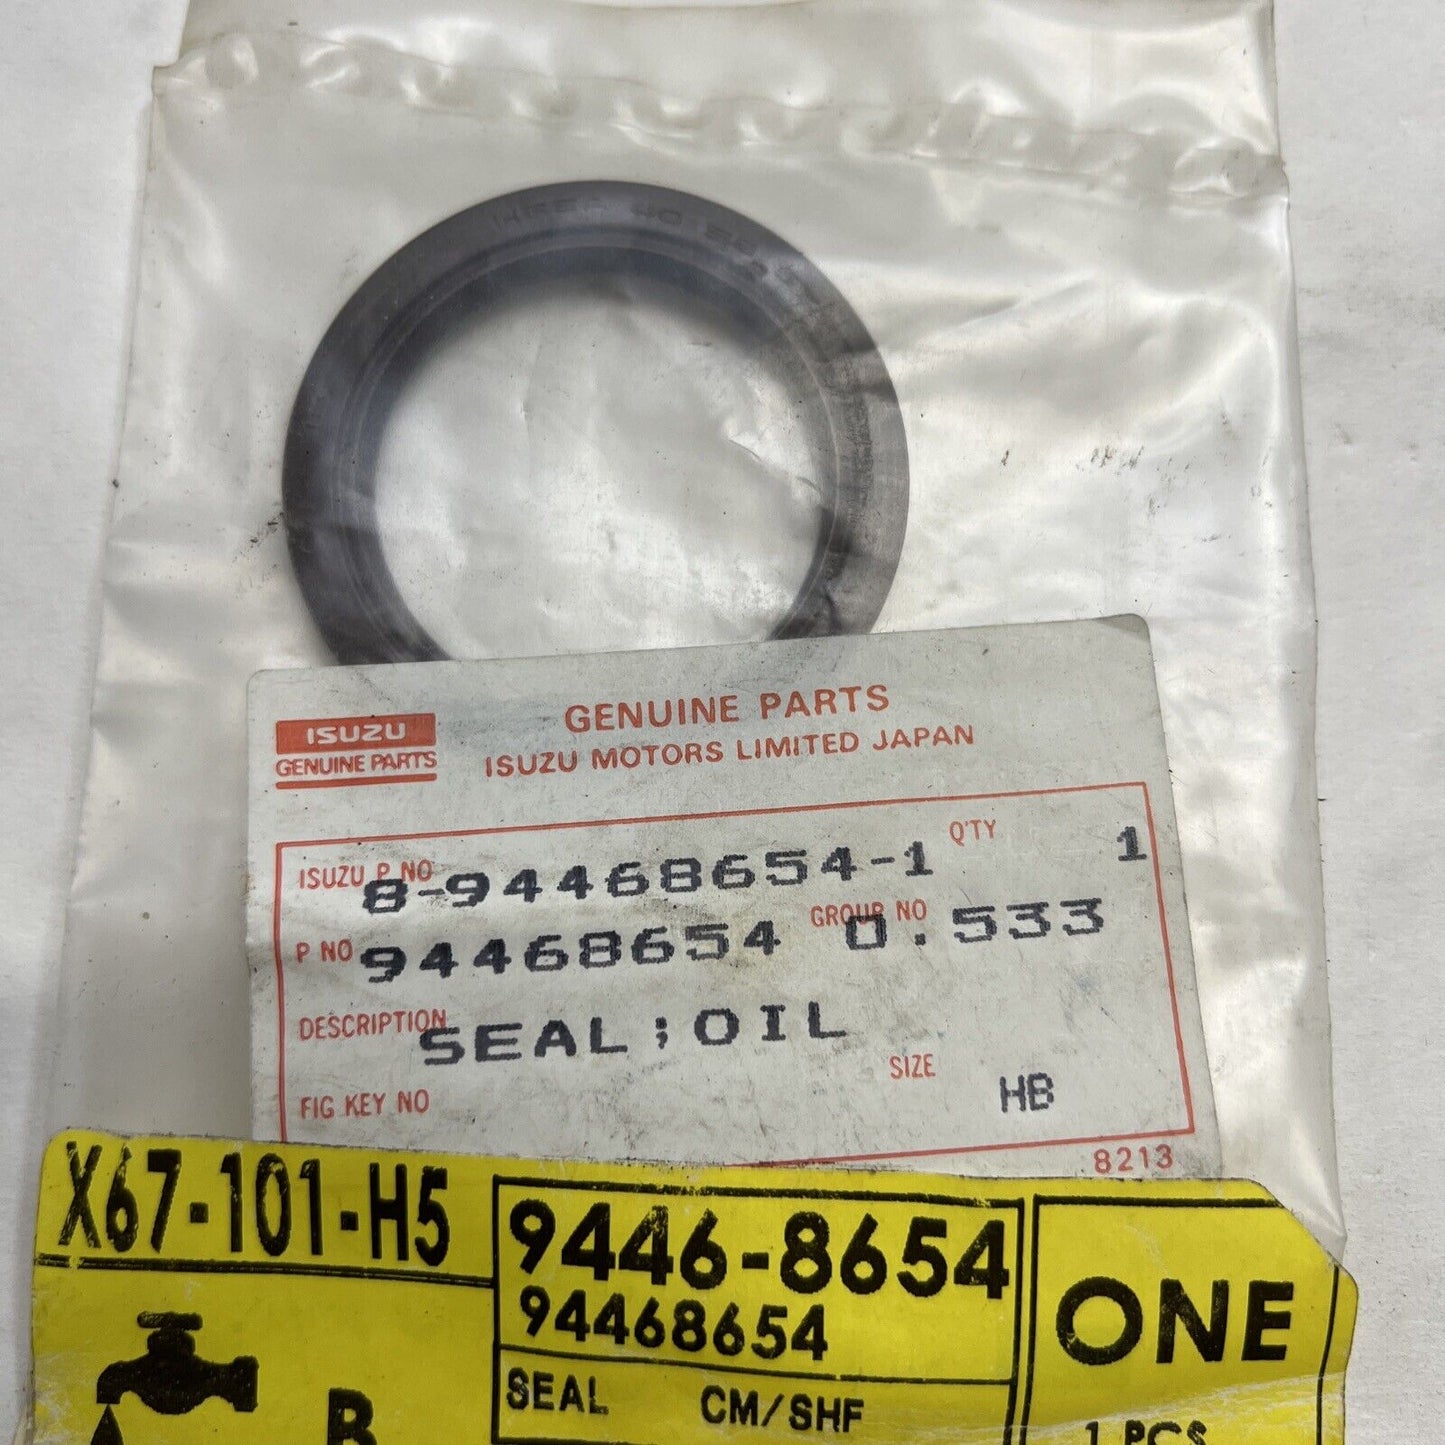 ISUZU
GENUINE PARTS
GENUINE PARTS
ISUZU MOTORS LIMITED JAPAN
ISUZU P NO 8-94468654-1 Q'TY 1
P NO 94468654 GROUP NO 0.533
DESCRIPTION SEAL;OIL
FIG KEY NO SIZE HB
8213
X67-101-H5
9446-8654
94468654
SEAL CM/SHF
ONE
1 PCS
B